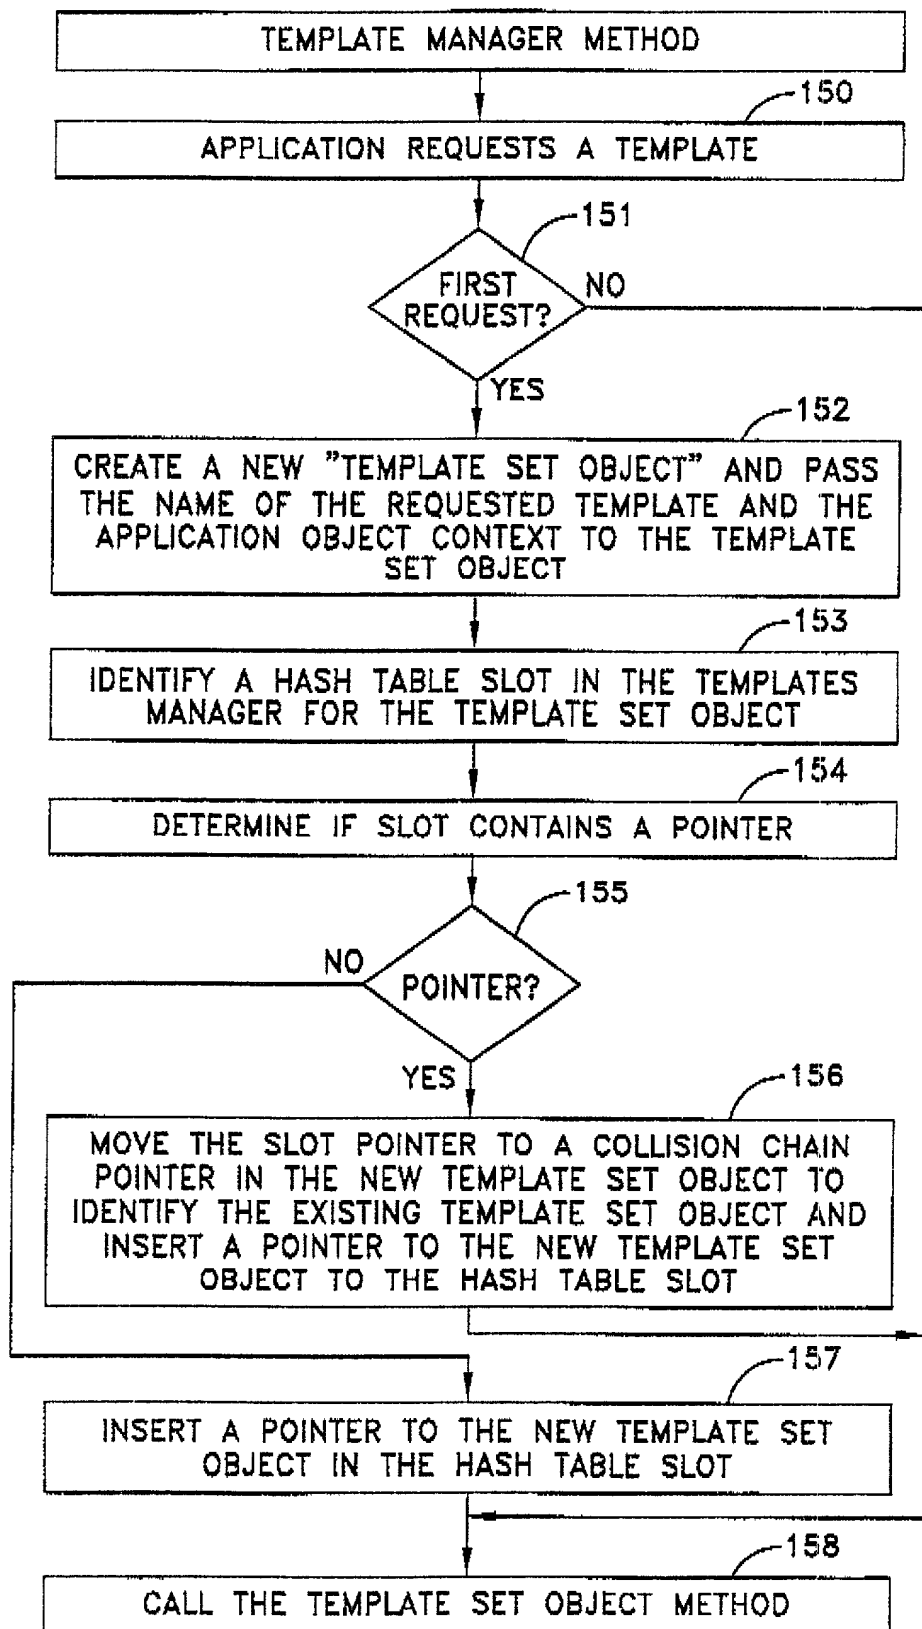 TEMPLATE MANAGER METHOD
150
APPLICATION REQUESTS A TEMPLATE
151
FIRST
REQUEST?
NO
YES
152
CREATE A NEW "TEMPLATE SET OBJECT" AND PASS
THE NAME OF THE REQUESTED TEMPLATE AND THE
APPLICATION OBJECT CONTEXT TO THE TEMPLATE
SET OBJECT
153
IDENTIFY A HASH TABLE SLOT IN THE TEMPLATES
MANAGER FOR THE TEMPLATE SET OBJECT
154
DETERMINE IF SLOT CONTAINS A POINTER
155
NO
POINTER?
YES
156
MOVE THE SLOT POINTER TO A COLLISION CHAIN
POINTER IN THE NEW TEMPLATE SET OBJECT TO
IDENTIFY THE EXISTING TEMPLATE SET OBJECT AND
INSERT A POINTER TO THE NEW TEMPLATE SET
OBJECT TO THE HASH TABLE SLOT
157
INSERT A POINTER TO THE NEW TEMPLATE SET
OBJECT IN THE HASH TABLE SLOT
158
CALL THE TEMPLATE SET OBJECT METHOD